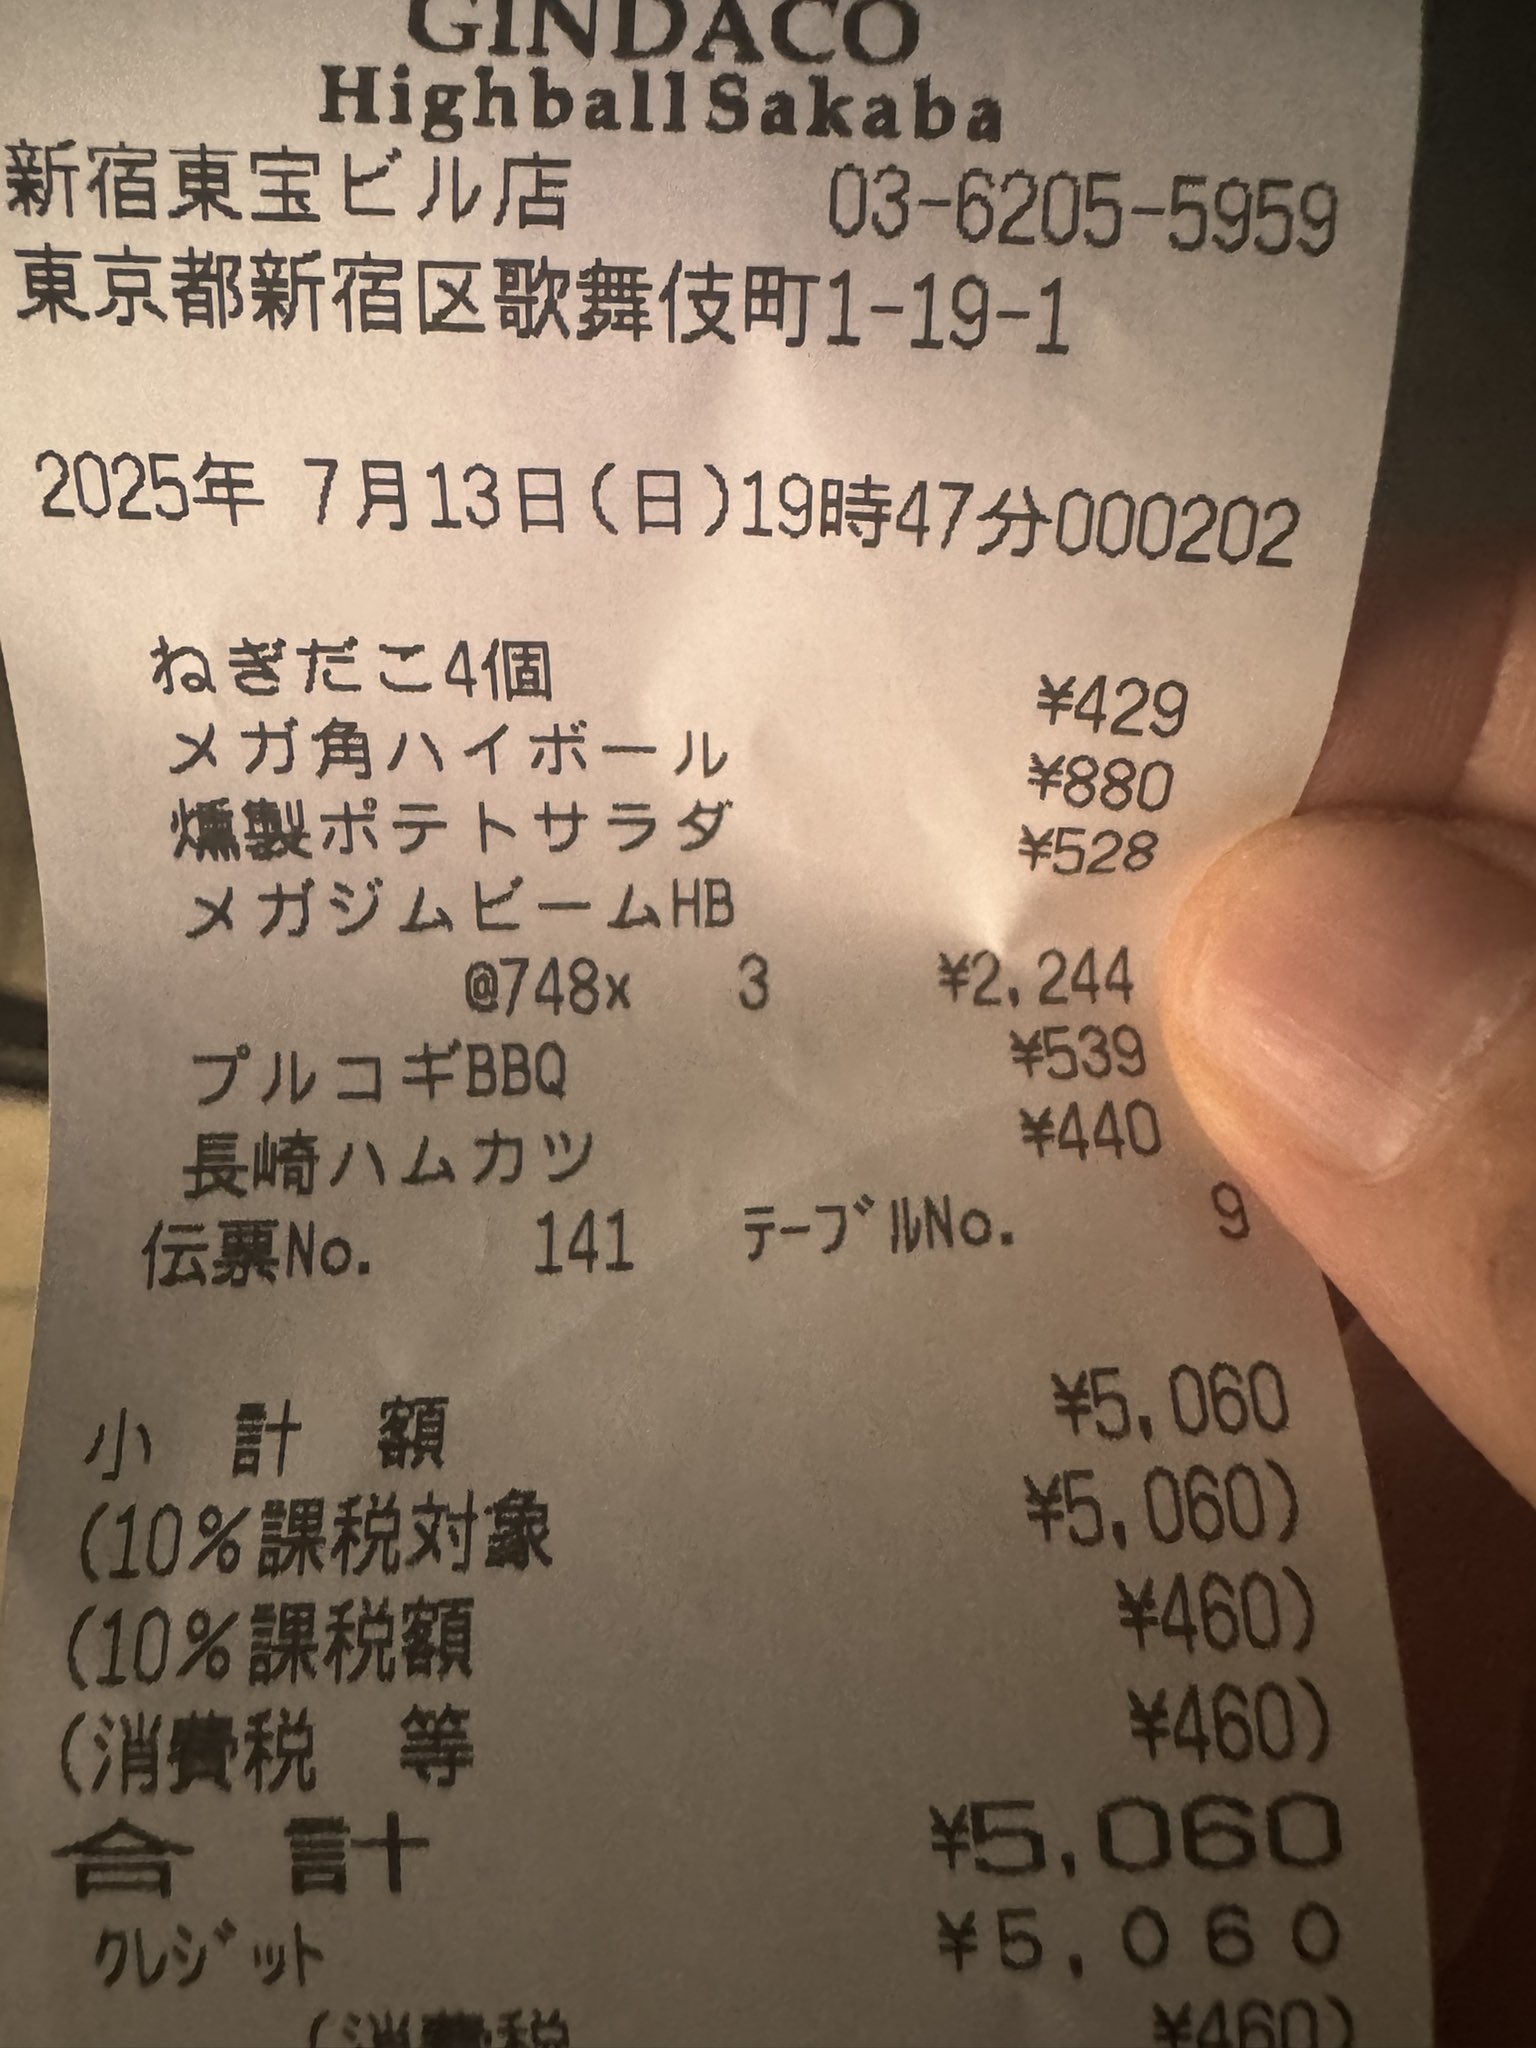 GINDACO
HighballSakaba
新宿東宝ビル店 03-6205-5959
東京都新宿区歌舞伎町1-19-1
2025年 7月13日(日)19時47分000202
ねぎだこ4個 ¥429
メガ角ハイボール ¥880
燻製ポテトサラダ ¥528
メガジムビームHB
@748x 3 ¥2,244
プルコギBBQ ¥539
長崎ハムカツ ¥440
伝票No. 141 テーブルNo. 9
小 計 額 ¥5,060
(10%課税対象 ¥5,060)
(10%課税額 ¥460)
(消費税 等 ¥460)
合 計 ¥5,060
クレジット ¥5,060
(消費税 ¥460)